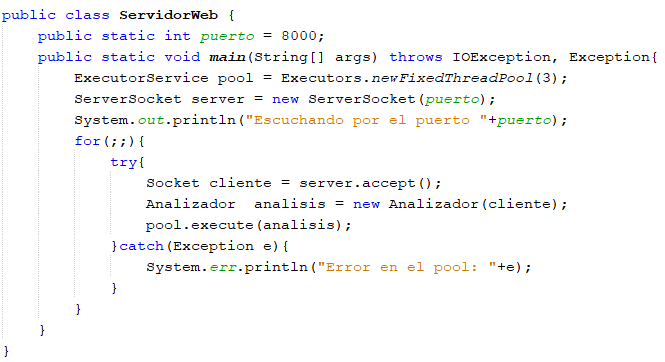 public class ServidorWeb {
    public static int puerto = 8000;
    public static void main(String[] args) throws IOException, Exception{
        ExecutorService pool = Executors.newFixedThreadPool(3);
        ServerSocket server = new ServerSocket(puerto);
        System.out.println("Escuchando por el puerto "+puerto);
        for(;;){
            try{
                Socket cliente = server.accept();
                Analizador  analisis = new Analizador(cliente);
                pool.execute(analisis);
            }catch(Exception e){
                System.err.println("Error en el pool: "+e);
            }
        }
    }
}